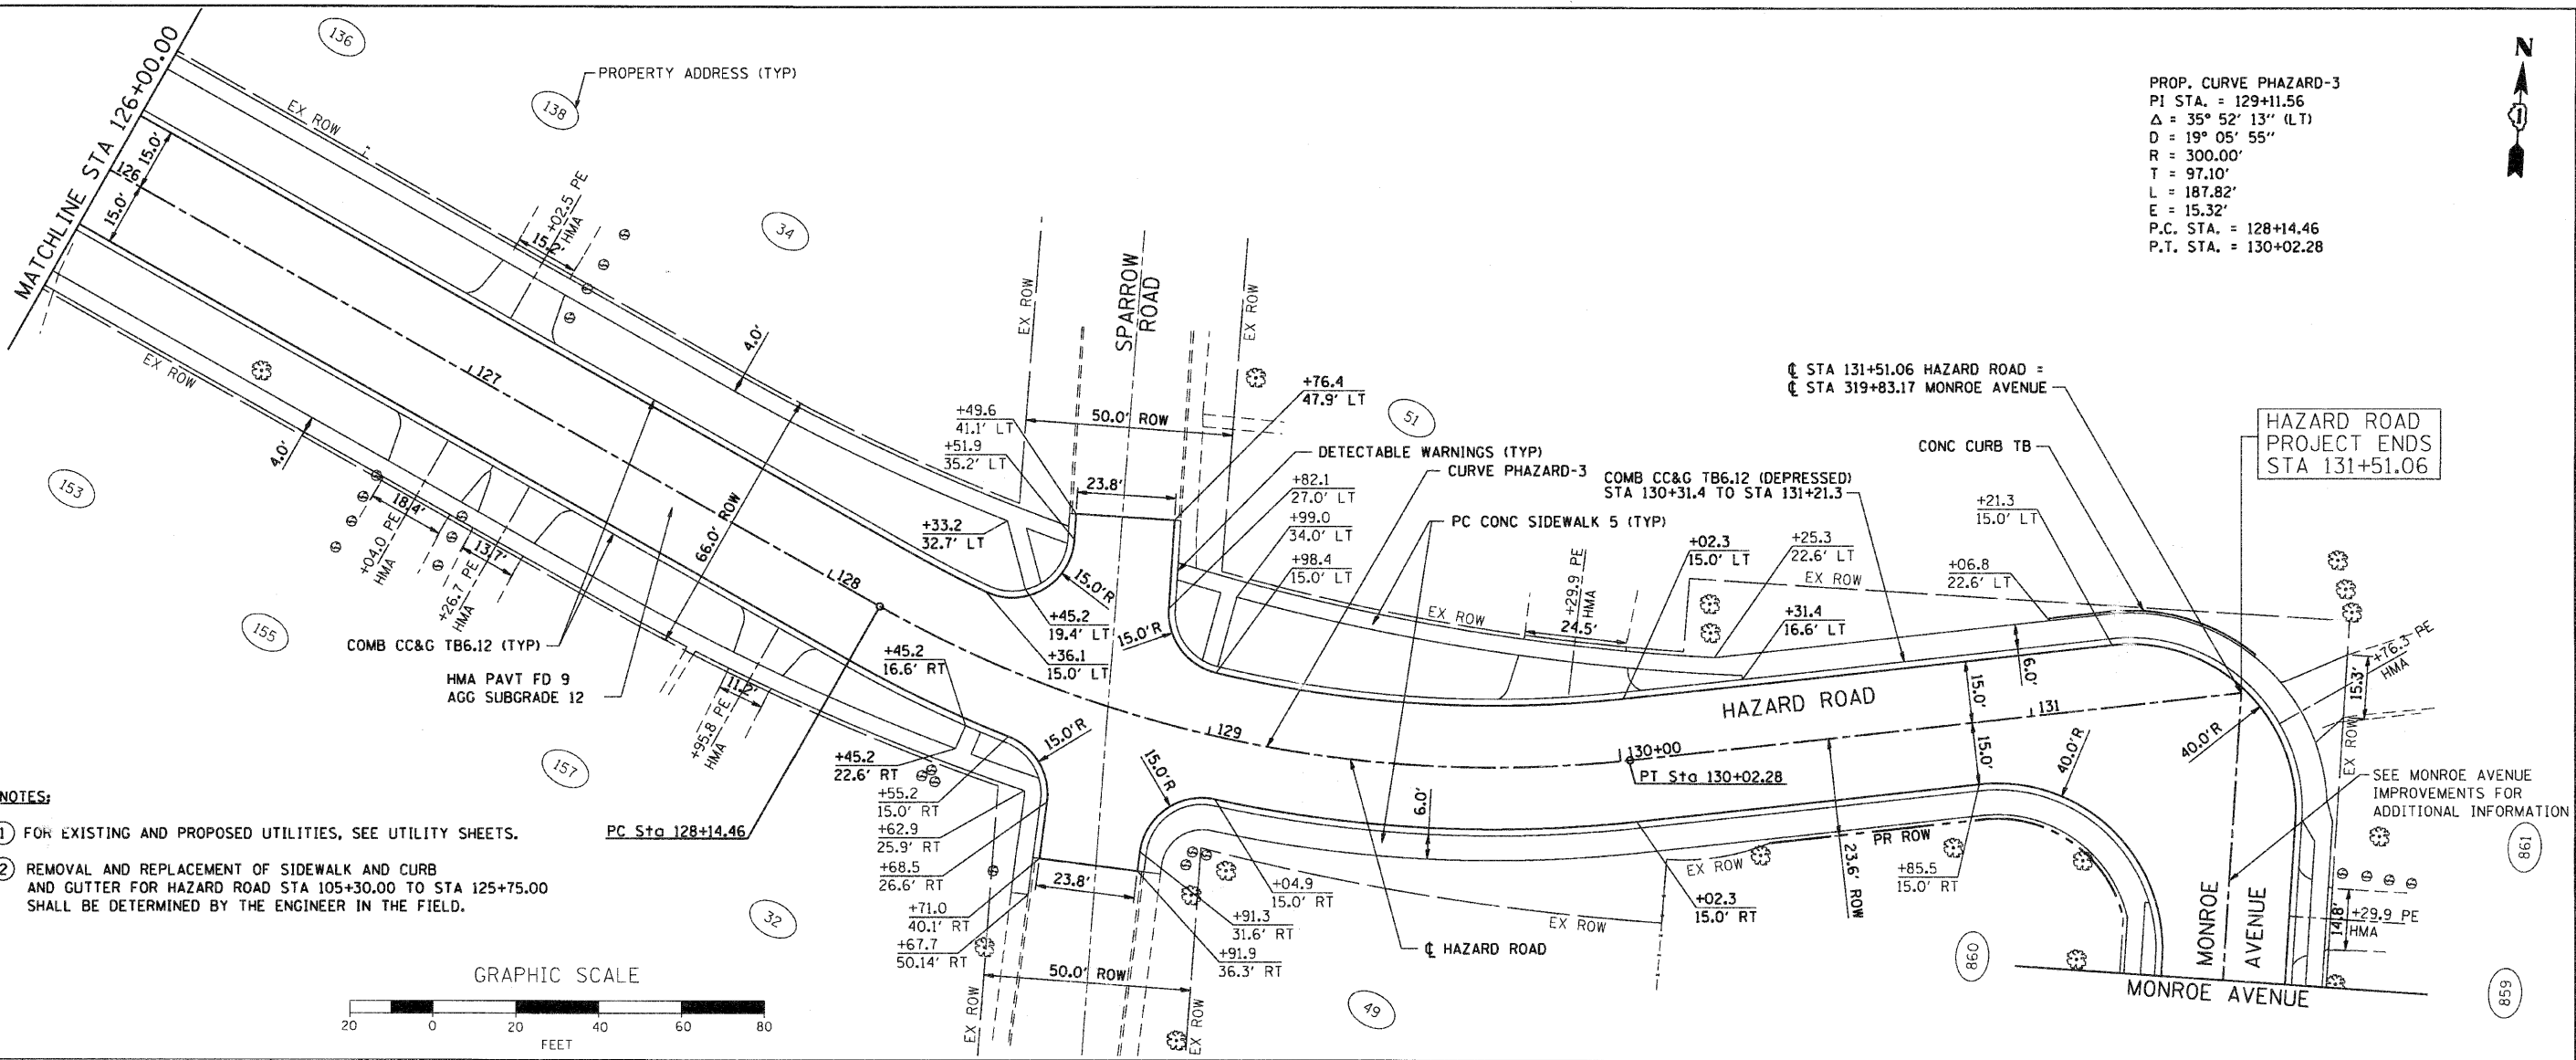 MATCHLINE STA 126+00.00
136
138
PROPERTY ADDRESS (TYP)
EX ROW
126
15.0'
15.0'
+02.5 PE
HMA
15.2'
34
EX ROW
127
4.0'
4.0'
153
18.4'
+04.0 PE
HMA
13.7'
+26.7 PE
HMA
66.0' ROW
155
COMB CC&G TB6.12 (TYP)
HMA PAVT FD 9
AGG SUBGRADE 12
11.2'
+95.8 PE
HMA
157
128
PC Sta 128+14.46
EX ROW
SPARROW
ROAD
EX ROW
50.0' ROW
+49.6
41.1' LT
+51.9
35.2' LT
23.8'
+33.2
32.7' LT
15.0'R
+45.2
19.4' LT
15.0'R
+36.1
15.0' LT
+45.2
16.6' RT
+45.2
22.6' RT
+55.2
15.0' RT
+62.9
25.9' RT
+68.5
26.6' RT
+71.0
40.1' RT
+67.7
50.14' RT
15.0'R
15.0'R
23.8'
50.0' ROW
EX ROW
EX ROW
32
+76.4
47.9' LT
51
DETECTABLE WARNINGS (TYP)
CURVE PHAZARD-3
+82.1
27.0' LT
+99.0
34.0' LT
+98.4
15.0' LT
PC CONC SIDEWALK 5 (TYP)
COMB CC&G TB6.12 (DEPRESSED)
STA 130+31.4 TO STA 131+21.3
EX ROW
+29.9 PE
HMA
24.5'
+02.3
15.0' LT
+25.3
22.6' LT
EX ROW
+31.4
16.6' LT
+06.8
22.6' LT
+21.3
15.0' LT
CONC CURB TB
℄ STA 131+51.06 HAZARD ROAD =
℄ STA 319+83.17 MONROE AVENUE
HAZARD ROAD
PROJECT ENDS
STA 131+51.06
129
6.0'
130+00
PT Sta 130+02.28
HAZARD ROAD
15.0'
6.0'
131
15.0'
40.0'R
40.0'R
+76.3 PE
HMA
15.3'
EX ROW
SEE MONROE AVENUE
IMPROVEMENTS FOR
ADDITIONAL INFORMATION
861
+04.9
15.0' RT
+91.3
31.6' RT
+91.9
36.3' RT
EX ROW
℄ HAZARD ROAD
49
EX ROW
PR ROW
23.6' ROW
+02.3
15.0' RT
+85.5
15.0' RT
860
MONROE
AVENUE
14.8'
+29.9 PE
HMA
MONROE AVENUE
859
PROP. CURVE PHAZARD-3
PI STA. = 129+11.56
Δ = 35° 52' 13" (LT)
D = 19° 05' 55"
R = 300.00'
T = 97.10'
L = 187.82'
E = 15.32'
P.C. STA. = 128+14.46
P.T. STA. = 130+02.28
N
NOTES:
1 FOR EXISTING AND PROPOSED UTILITIES, SEE UTILITY SHEETS.
2 REMOVAL AND REPLACEMENT OF SIDEWALK AND CURB
AND GUTTER FOR HAZARD ROAD STA 105+30.00 TO STA 125+75.00
SHALL BE DETERMINED BY THE ENGINEER IN THE FIELD.
GRAPHIC SCALE
20 0 20 40 60 80
FEET